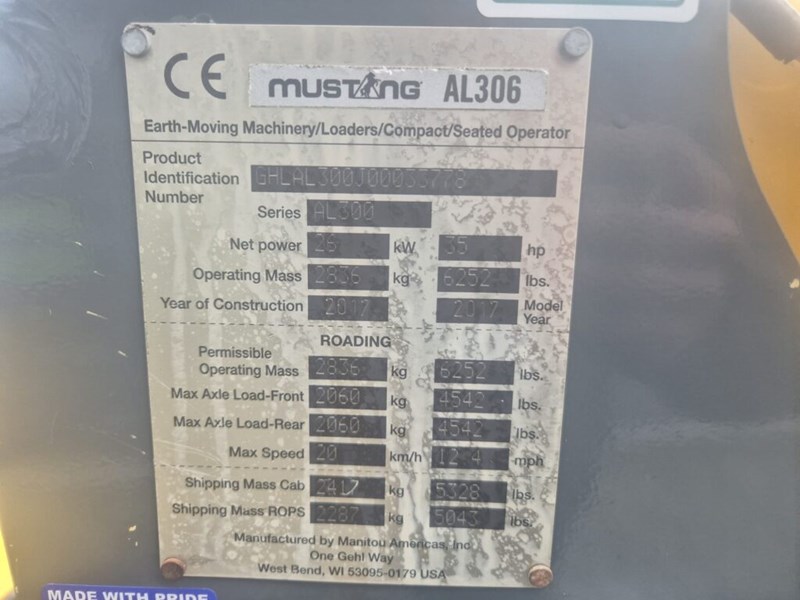 CE MUSTANG AL306
Earth-Moving Machinery/Loaders/Compact/Seated Operator
Product
Identification
Number GHLAL300J00033778
Series AL300
Net power 26 kW 35 hp
Operating Mass 2836 kg 6252 lbs.
Year of Construction 2017 2017 Model
Year
ROADING
Permissible
Operating Mass 2836 kg 6252 lbs.
Max Axle Load-Front 2060 kg 4542 lbs.
Max Axle Load-Rear 2060 kg 4542 lbs.
Max Speed 20 km/h 12.4 mph
Shipping Mass Cab 2417 kg 5328 lbs.
Shipping Mass ROPS 2287 kg 5043 lbs.
Manufactured by Manitou Americas, Inc.
One Gehl Way
West Bend, WI 53095-0179 USA
MADE WITH PRIDE